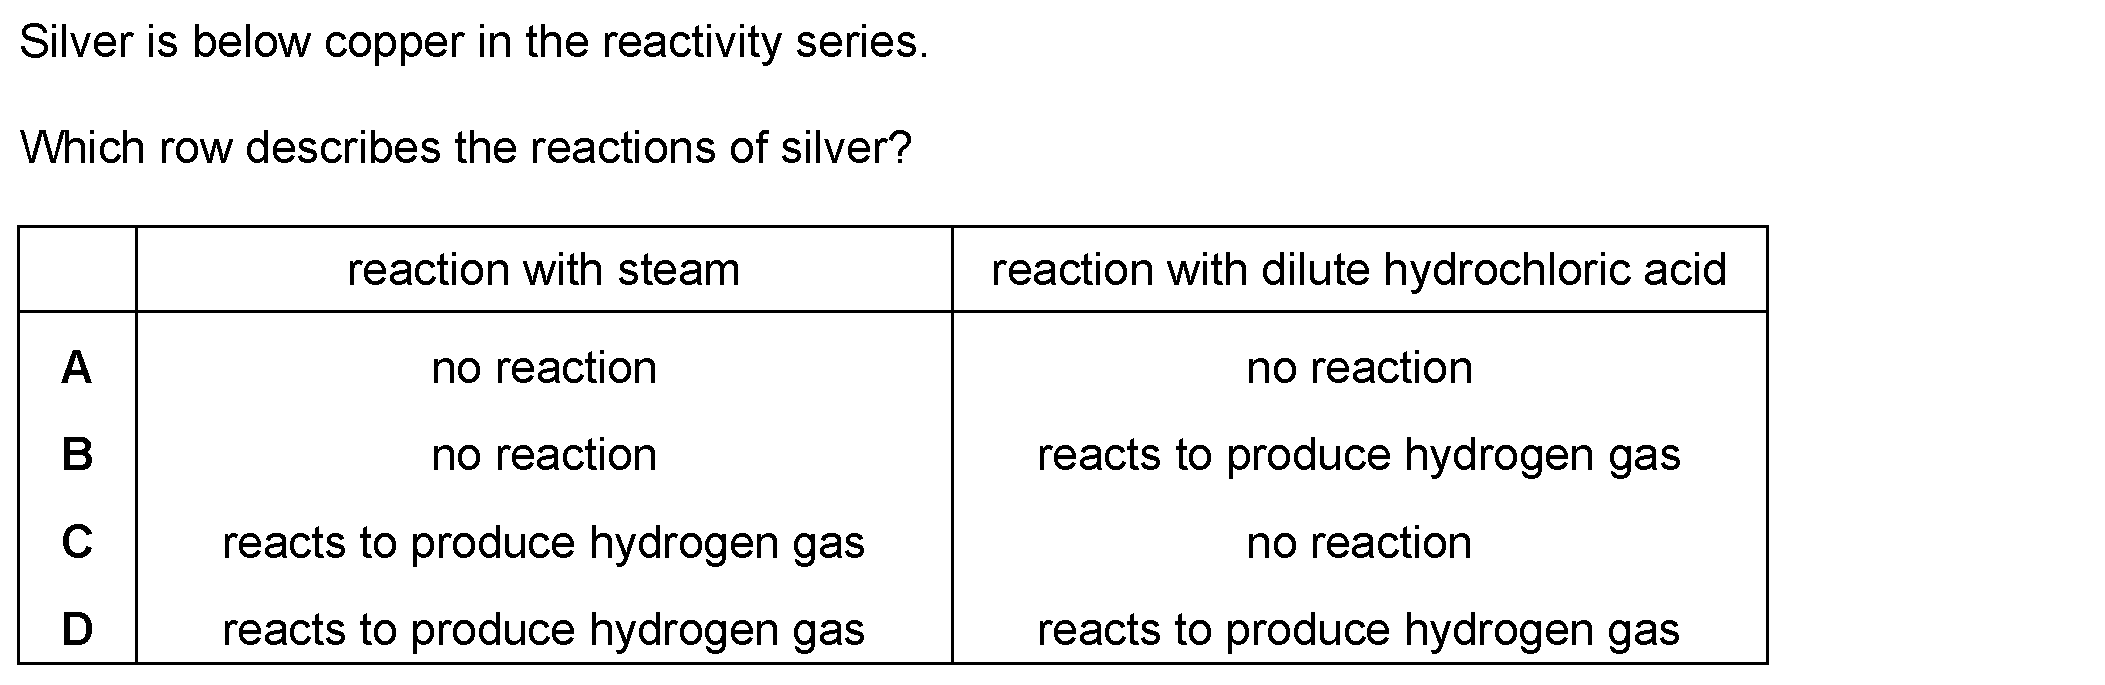 Silver is below copper in the reactivity series.
Which row describes the reactions of silver?
reaction with steam reaction with dilute hydrochloric acid
A no reaction no reaction
B no reaction reacts to produce hydrogen gas
C reacts to produce hydrogen gas no reaction
D reacts to produce hydrogen gas reacts to produce hydrogen gas